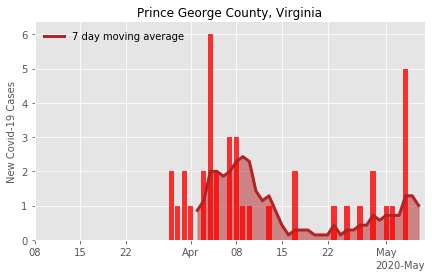 Prince George County, Virginia
7 day moving average
New Covid-19 Cases
6
5
4
3
2
1
0
08 15 22 Apr 08 15 22 May
2020-May